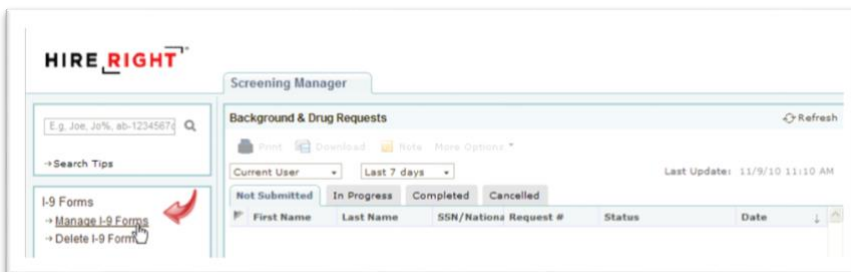 HIRE RIGHT
Screening Manager
E.g, Joe, Jo%, ab-1234567
Search Tips
I-9 Forms
Manage I-9 Forms
Delete I-9 Form
Background & Drug Requests
Refresh
Print Download Note More Options
Current User Last 7 days Last Update: 11/9/10 11:10 AM
Not Submitted In Progress Completed Cancelled
First Name Last Name SSN/Nationa Request # Status Date